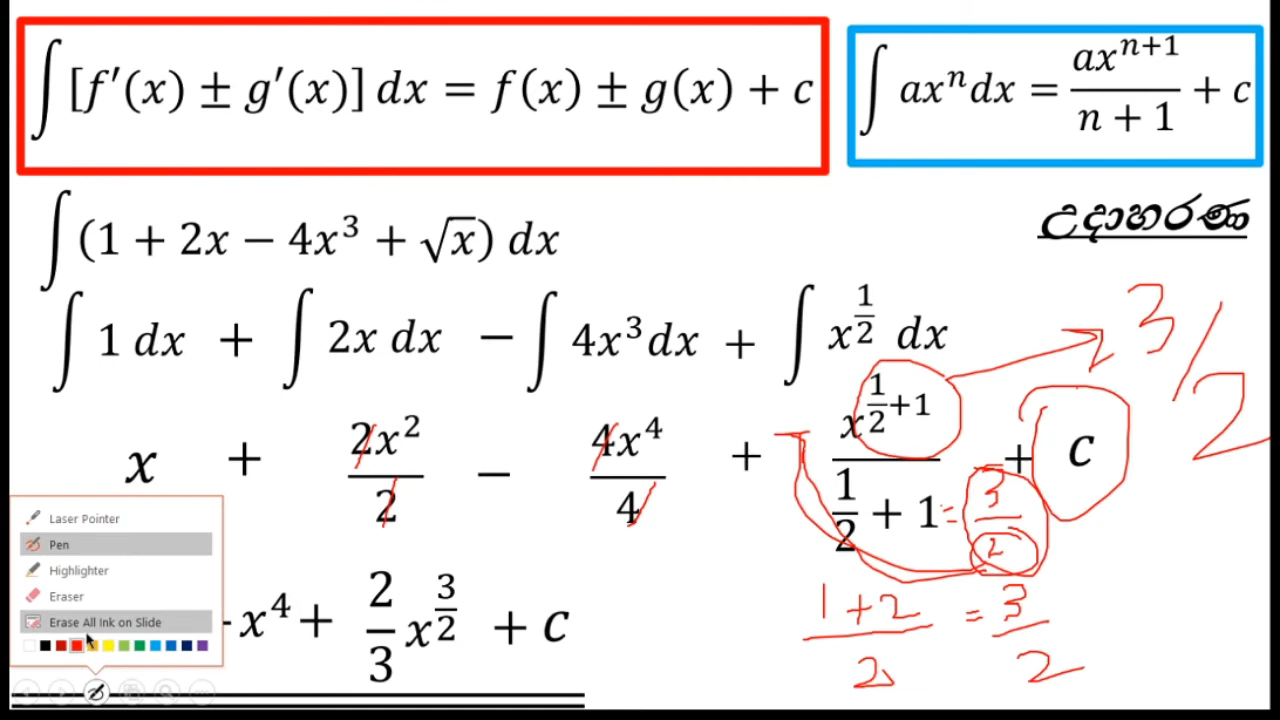 ∫[f′(x) ± g′(x)] dx = f(x) ± g(x) + c
∫ax^n dx = ax^(n+1)/(n + 1) + c
උදාහරණ
∫(1 + 2x − 4x³ + √x) dx
∫1 dx + ∫2x dx − ∫4x³dx + ∫x^(1/2) dx
3/2
x + 2x²/2 − 4x⁴/4 + x^(1/2+1)/(1/2 + 1) + c
= 3/2
(1+2)/2 = 3/2
Laser Pointer
Pen
Highlighter
Eraser
Erase All Ink on Slide
x⁴ + 2/3 x^(3/2) + c